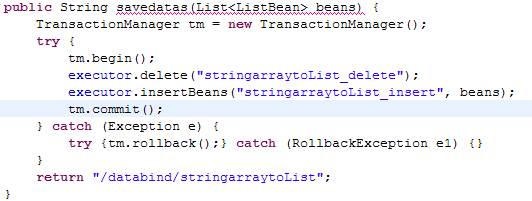 public String savedatas(List<ListBean> beans) {
TransactionManager tm = new TransactionManager();
try {
tm.begin();
executor.delete("stringarraytoList_delete");
executor.insertBeans("stringarraytoList_insert", beans);
tm.commit();
} catch (Exception e) {
try {tm.rollback();} catch (RollbackException e1) {}
}
return "/databind/stringarraytoList";
}